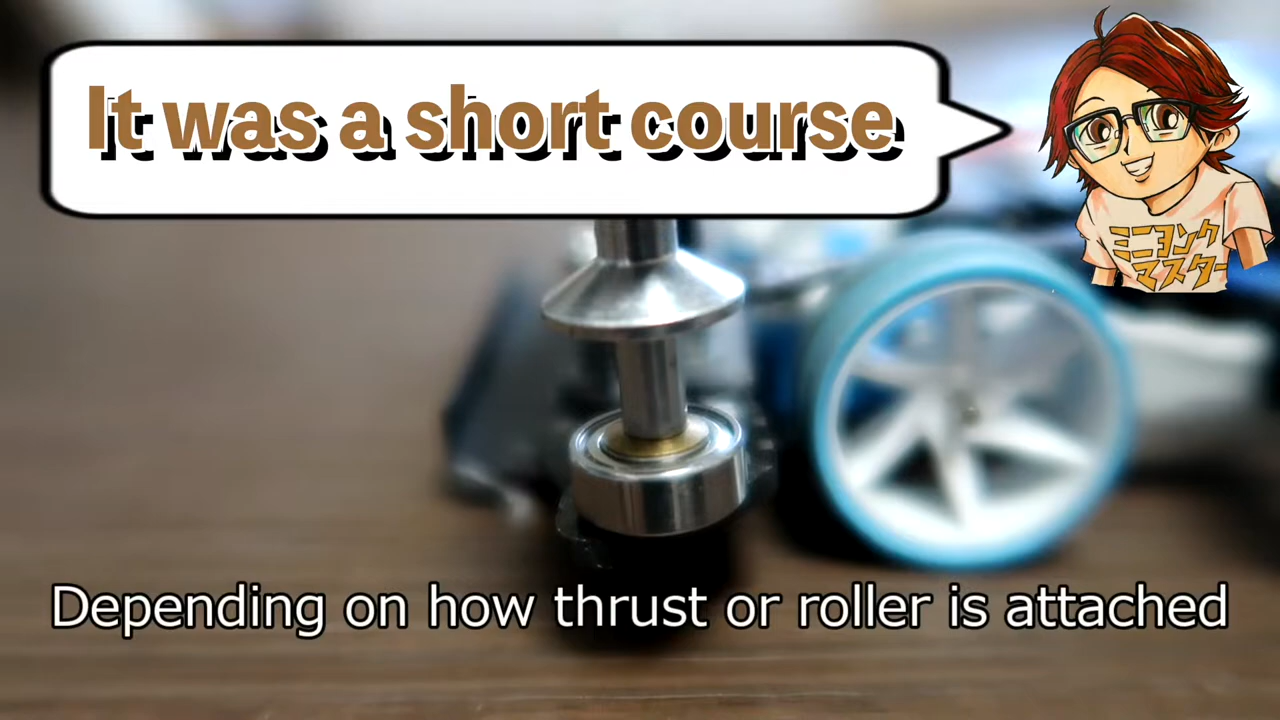 It was a short course
ミニヨンク
マスター
Depending on how thrust or roller is attached